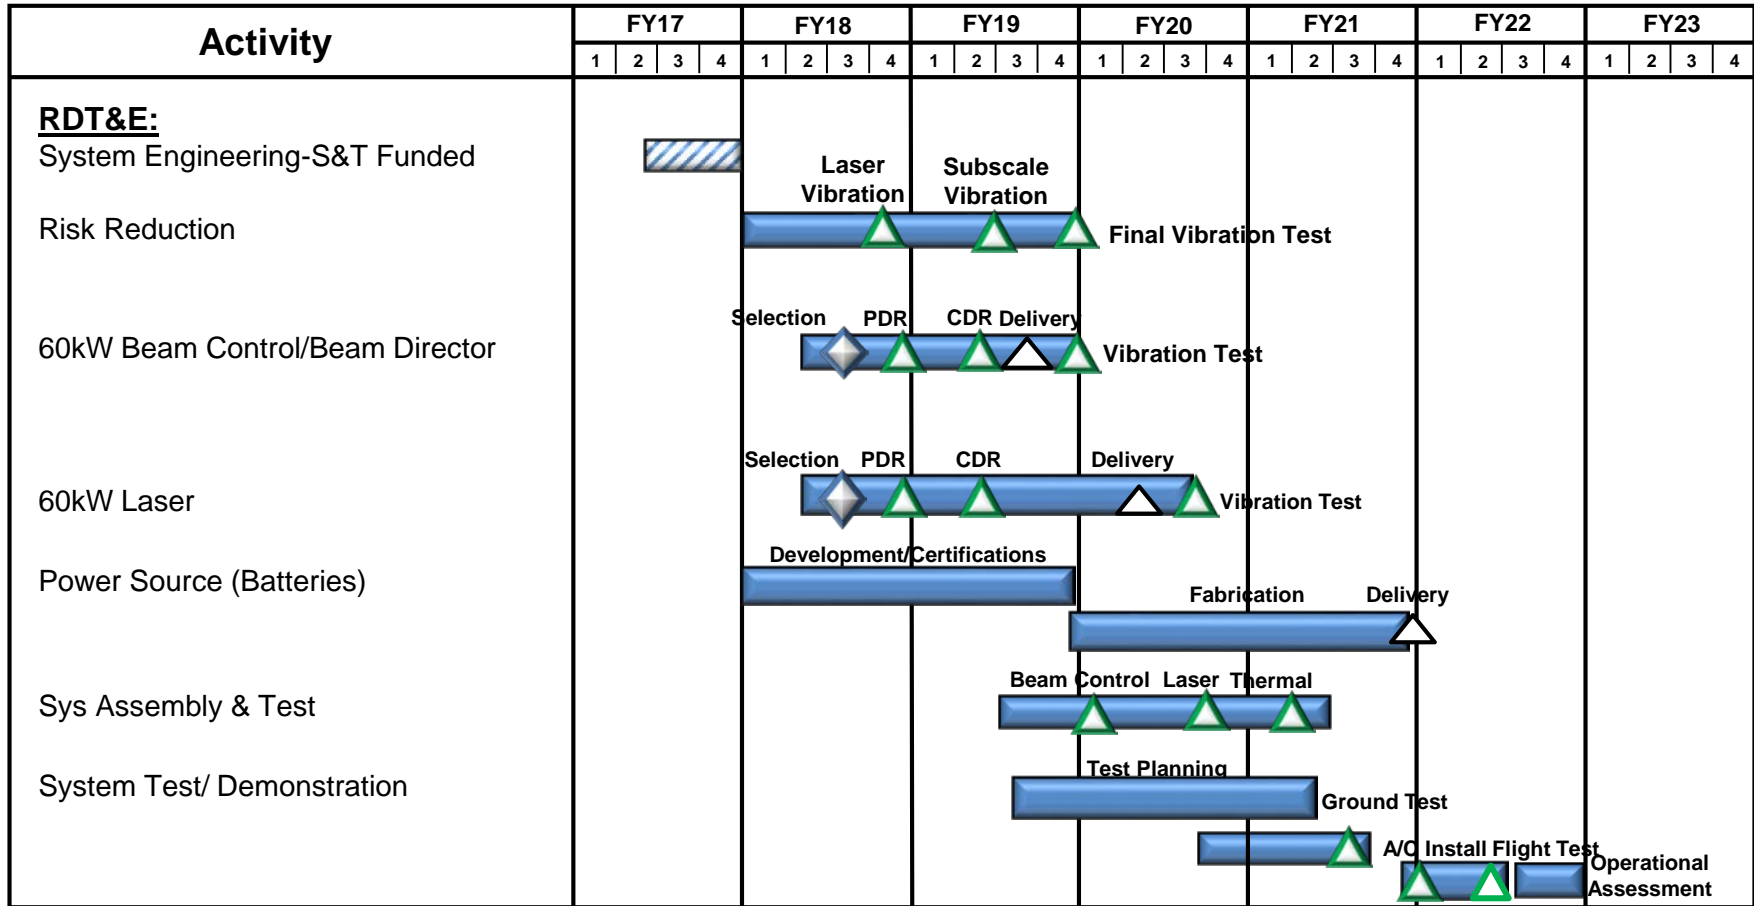 Activity
FY17 FY18 FY19 FY20 FY21 FY22 FY23
1 2 3 4 1 2 3 4 1 2 3 4 1 2 3 4 1 2 3 4 1 2 3 4 1 2 3 4
RDT&E:
System Engineering-S&T Funded
Laser
Vibration
Subscale
Vibration
Risk Reduction
Final Vibration Test
Selection PDR CDR Delivery
60kW Beam Control/Beam Director
Vibration Test
Selection PDR CDR Delivery
60kW Laser
Vibration Test
Development/Certifications
Power Source (Batteries)
Fabrication Delivery
Beam Control Laser Thermal
Sys Assembly & Test
Test Planning
System Test/ Demonstration
Ground Test
A/C Install Flight Test
Operational
Assessment